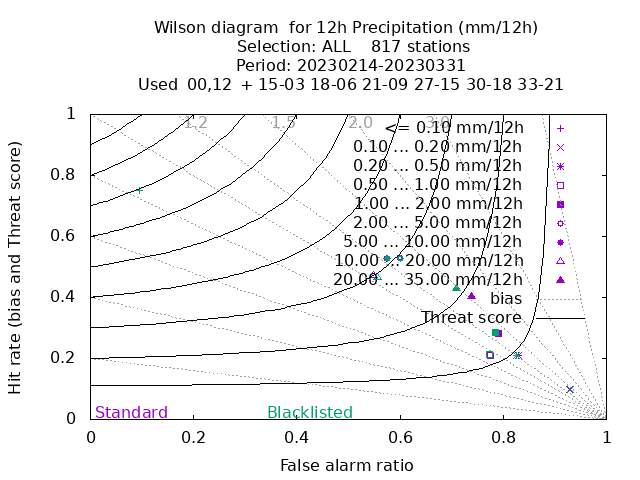 Wilson diagram  for 12h Precipitation (mm/12h)
Selection: ALL    817 stations
Period: 20230214-20230331
Used  00,12  + 15-03 18-06 21-09 27-15 30-18 33-21
1.2 1.5 2.0 3.0
<= 0.10 mm/12h
0.10 ... 0.20 mm/12h
0.20 ... 0.50 mm/12h
0.50 ... 1.00 mm/12h
1.00 ... 2.00 mm/12h
2.00 ... 5.00 mm/12h
5.00 ... 10.00 mm/12h
10.00 ... 20.00 mm/12h
20.00 ... 35.00 mm/12h
bias
Threat score
Hit rate (bias and Threat score)
1
0.8
0.6
0.4
0.2
0
Standard Blacklisted
0 0.2 0.4 0.6 0.8 1
False alarm ratio